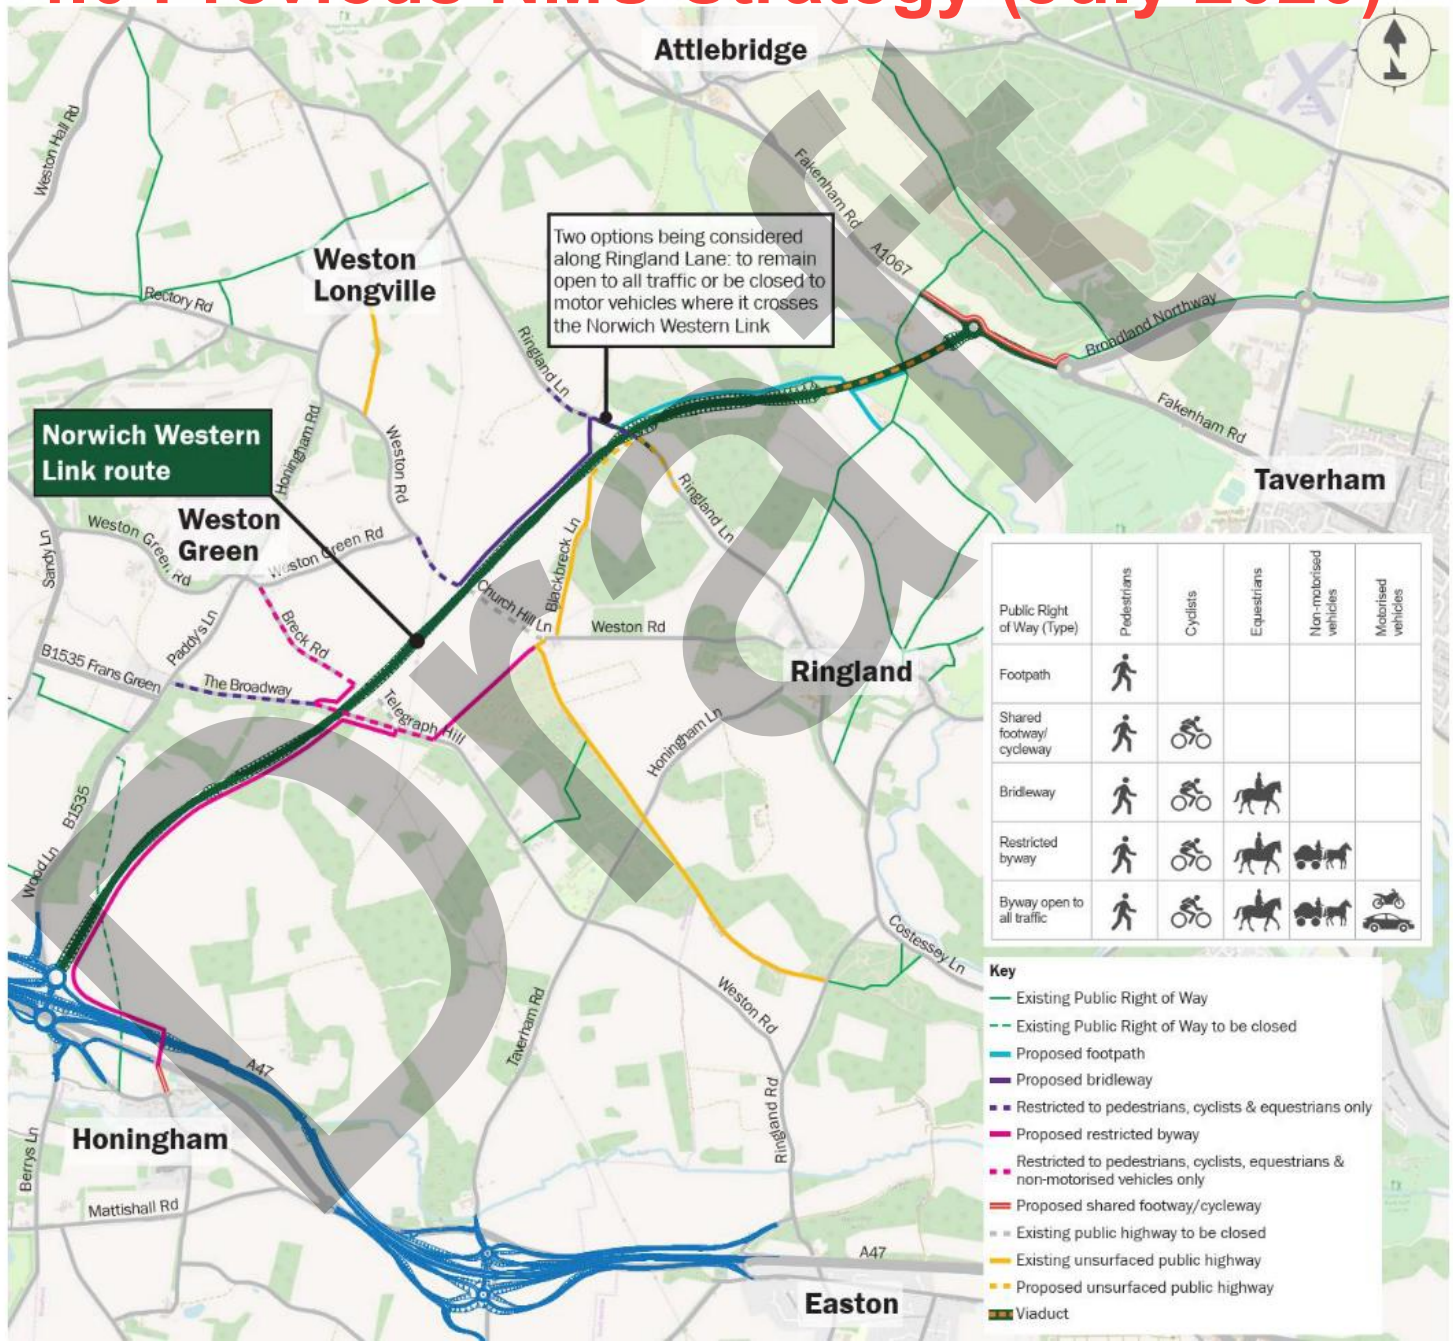 Attlebridge
Weston Hall Rd
Fakenham Rd
A1067
Weston
Longville
Two options being considered
along Ringland Lane: to remain
open to all traffic or be closed to
motor vehicles where it crosses
the Norwich Western Link
Rectory Rd
Broadland Northway
Ringland Ln
Fakenham Rd
Norwich Western
Link route
Honingham Rd
Weston Rd
Taverham
Weston
Green
Weston Green Rd
Weston Green Rd
Sandy Ln
Ringland Ln
Blackbreck Ln
Church Hill Ln
Weston Rd
Breck Rd
Paddy's Ln
B1535 Frans Green
The Broadway
Telegraph Hill
Ringland
Honingham Ln
B1535
Wood Ln
Costessey Ln
Weston Rd
Taverham Rd
A47
Honingham
Berrys Ln
Ringland Rd
Mattishall Rd
A47
Easton
Draft
Public Right
of Way (Type)
Pedestrians
Cyclists
Equestrians
Non-motorised
vehicles
Motorised
vehicles
Footpath
Shared
footway/
cycleway
Bridleway
Restricted
byway
Byway open to
all traffic
Key
Existing Public Right of Way
Existing Public Right of Way to be closed
Proposed footpath
Proposed bridleway
Restricted to pedestrians, cyclists & equestrians only
Proposed restricted byway
Restricted to pedestrians, cyclists, equestrians &
non-motorised vehicles only
Proposed shared footway/cycleway
Existing public highway to be closed
Existing unsurfaced public highway
Proposed unsurfaced public highway
Viaduct